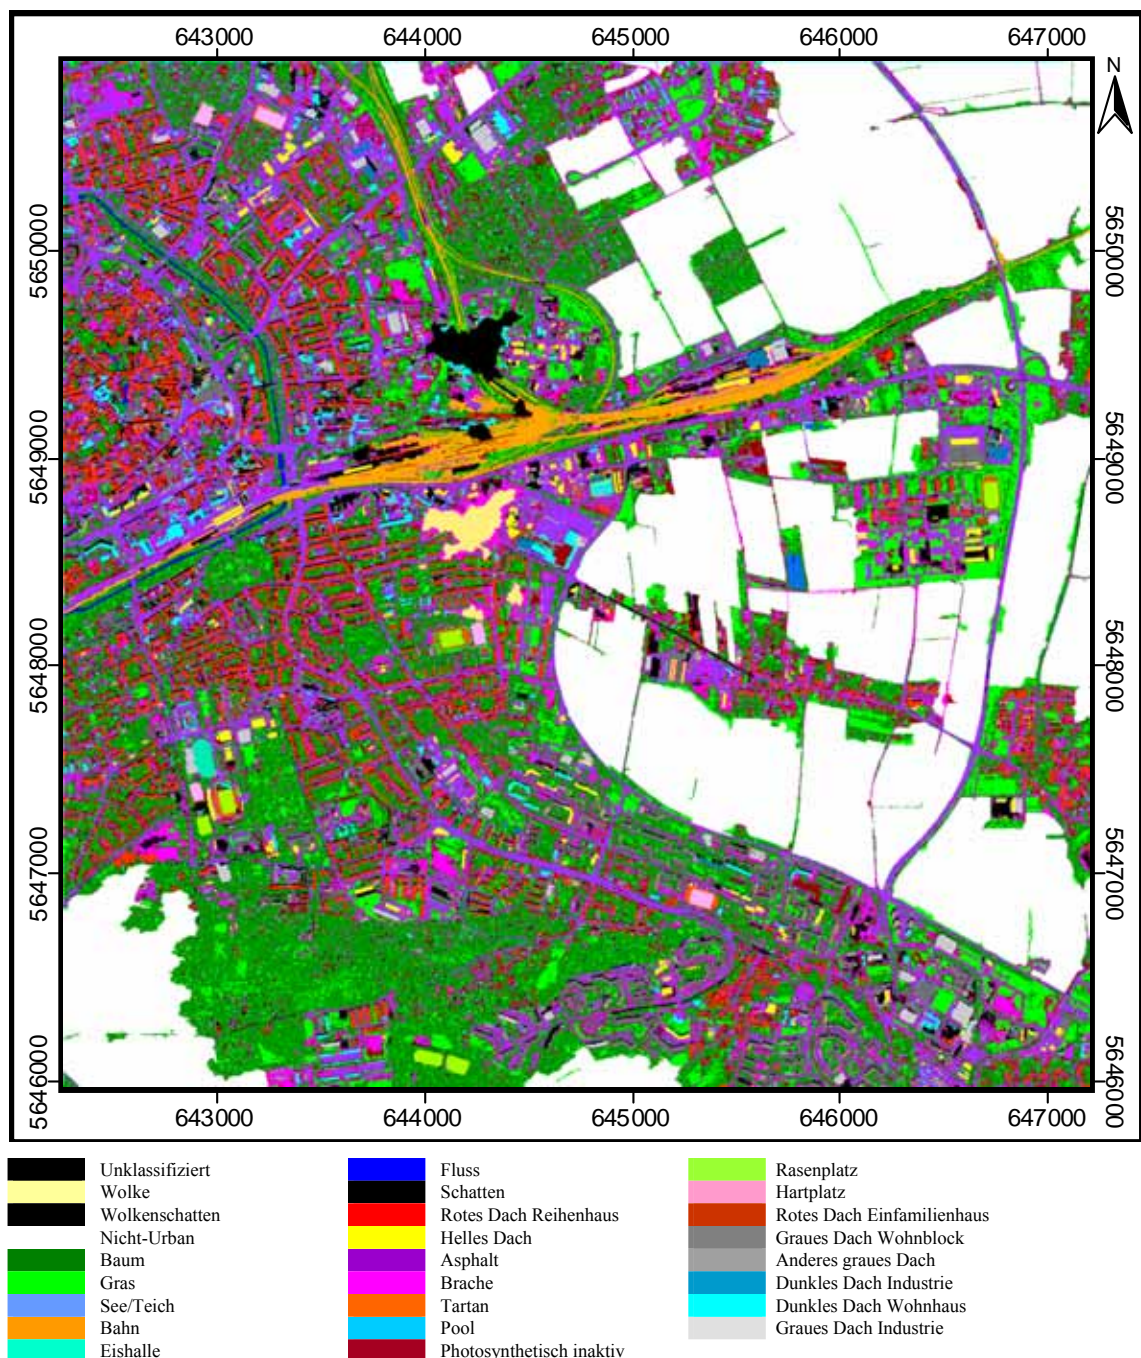 643000 644000 645000 646000 647000
N
5650000 5650000
5649000 5649000
5648000 5648000
5647000 5647000
5646000 5646000
643000 644000 645000 646000 647000
Unklassifiziert
Wolke
Wolkenschatten
Nicht-Urban
Baum
Gras
See/Teich
Bahn
Eishalle
Fluss
Schatten
Rotes Dach Reihenhaus
Helles Dach
Asphalt
Brache
Tartan
Pool
Photosynthetisch inaktiv
Rasenplatz
Hartplatz
Rotes Dach Einfamilienhaus
Graues Dach Wohnblock
Anderes graues Dach
Dunkles Dach Industrie
Dunkles Dach Wohnhaus
Graues Dach Industrie